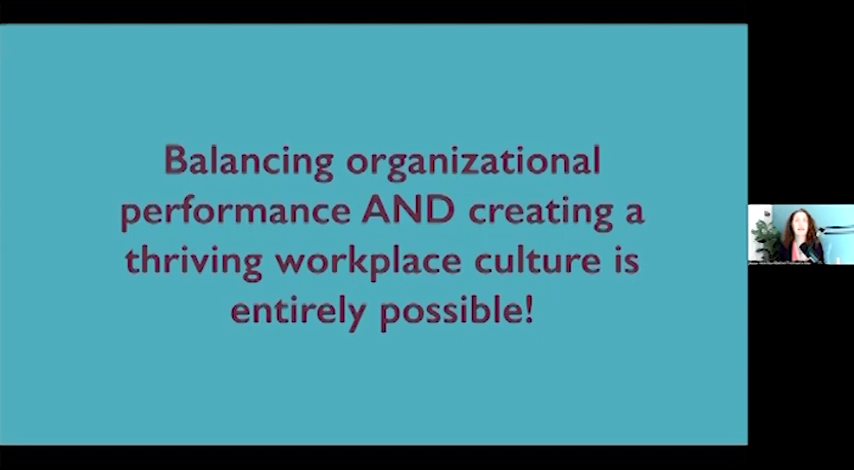 Balancing organizational
performance AND creating a
thriving workplace culture is
entirely possible!